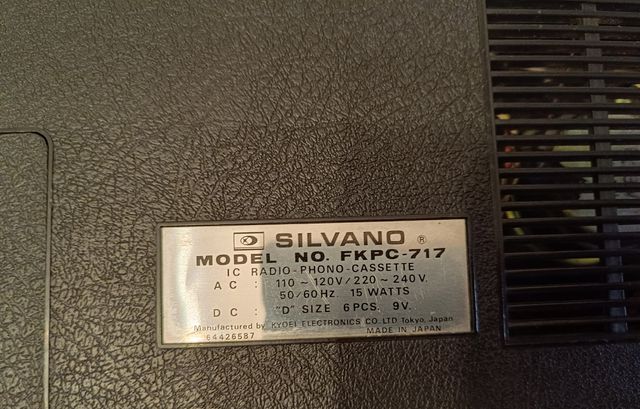 SILVANO ®
MODEL NO. FKPC-717
IC RADIO-PHONO-CASSETTE
AC : 110 ~ 120V/220 ~ 240V.
50/60Hz. 15 WATTS
DC : "D" SIZE 6 PCS. 9V.
Manufactured by KYOEI ELECTRONICS CO. LTD Tokyo, Japan
64426587 MADE IN JAPAN